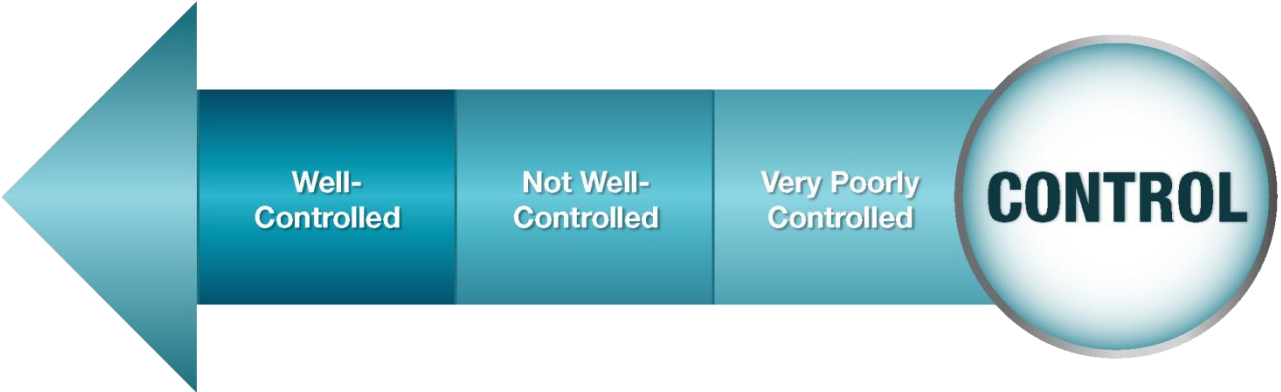 Well-
Controlled
Not Well-
Controlled
Very Poorly
Controlled
CONTROL